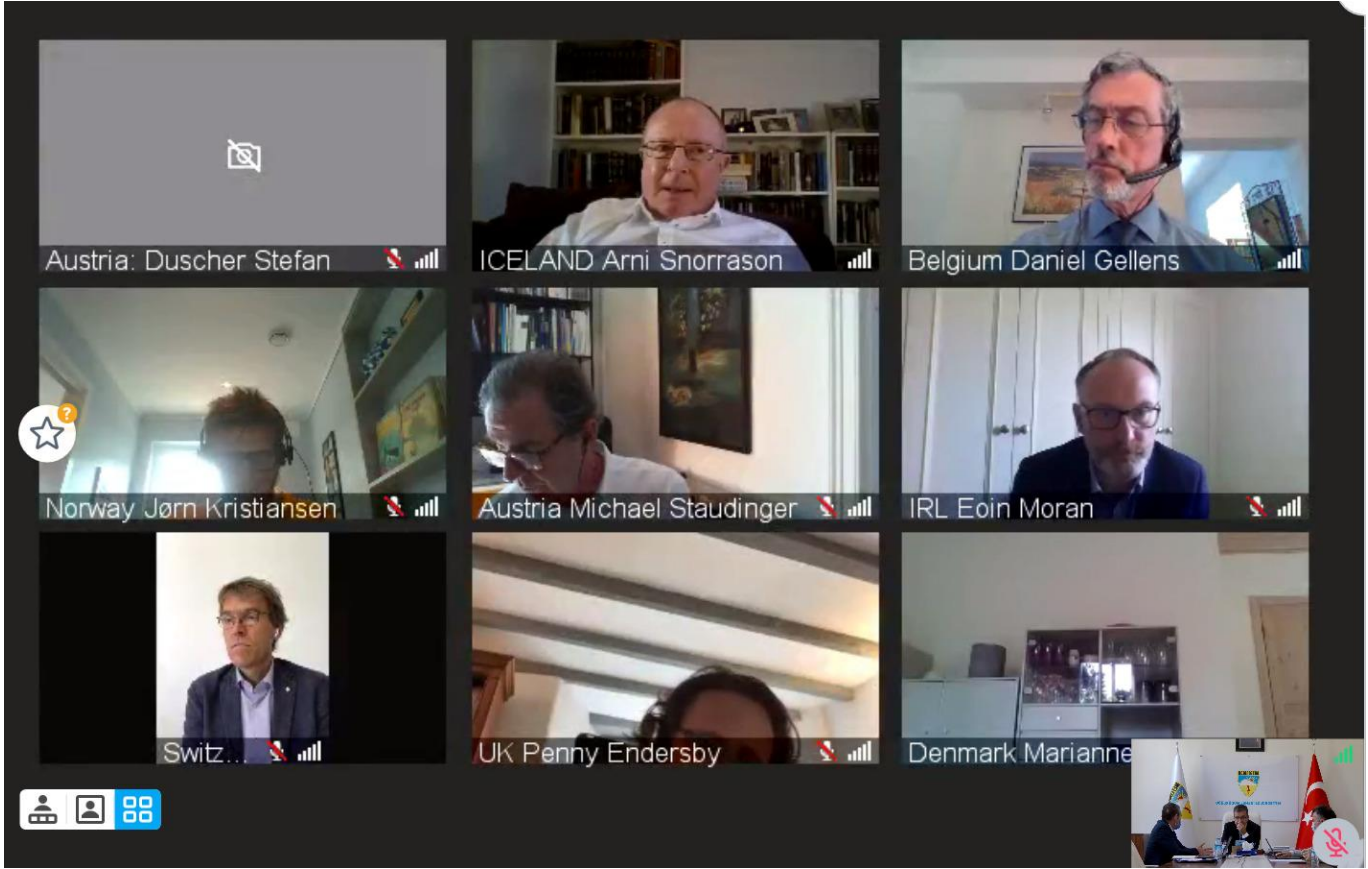 Austria: Duscher Stefan
ICELAND Arni Snorrason
Belgium Daniel Gellens
?
Norway Jørn Kristiansen
Austria Michael Staudinger
IRL Eoin Moran
Switz...
UK Penny Endersby
Denmark Marianne